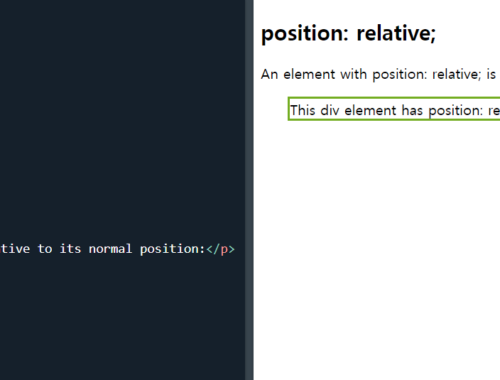 position: relative;
An element with position: relative; is
This div element has position: re
tive to its normal position:</p>